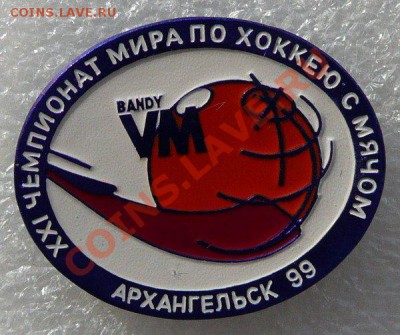 COINS.LAVE.RU
XXI ЧЕМПИОНАТ МИРА ПО ХОККЕЮ С МЯЧОМ
BANDY
VM
АРХАНГЕЛЬСК 99
COINS.LAVE.RU